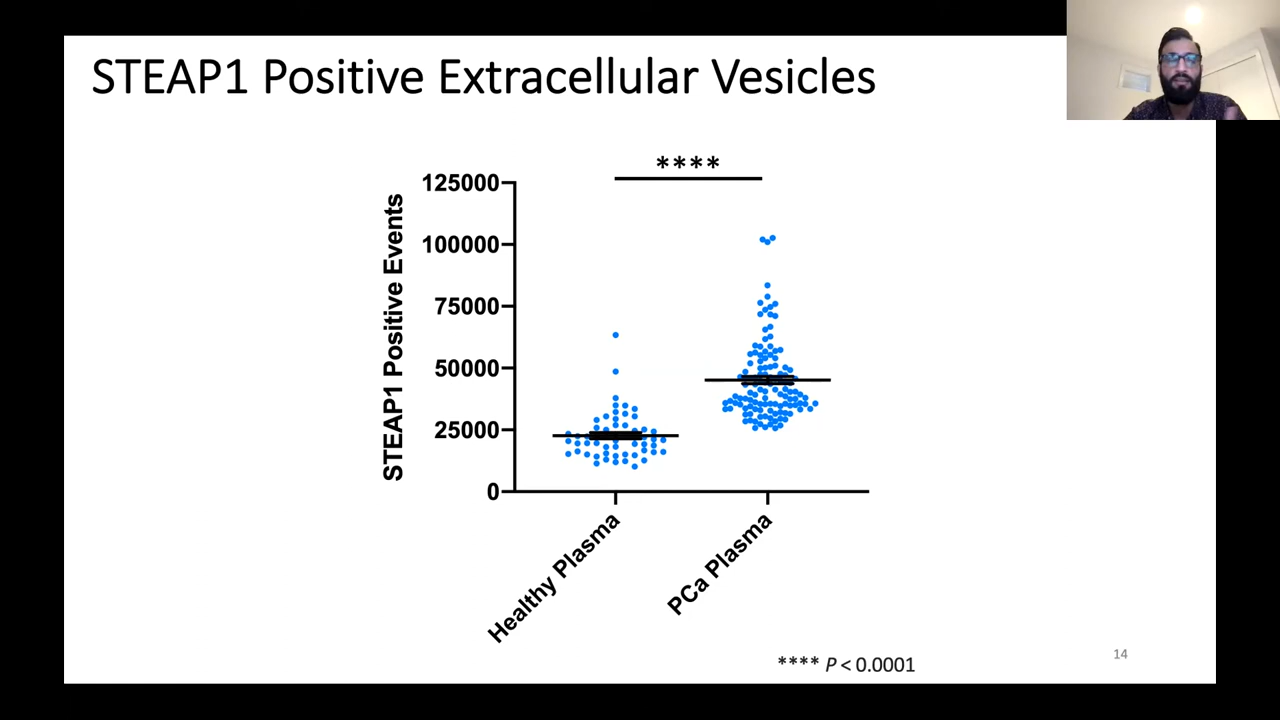 STEAP1 Positive Extracellular Vesicles
****
125000
100000
75000
50000
25000
0
STEAP1 Positive Events
Healthy Plasma
PCa Plasma
**** P < 0.0001
14